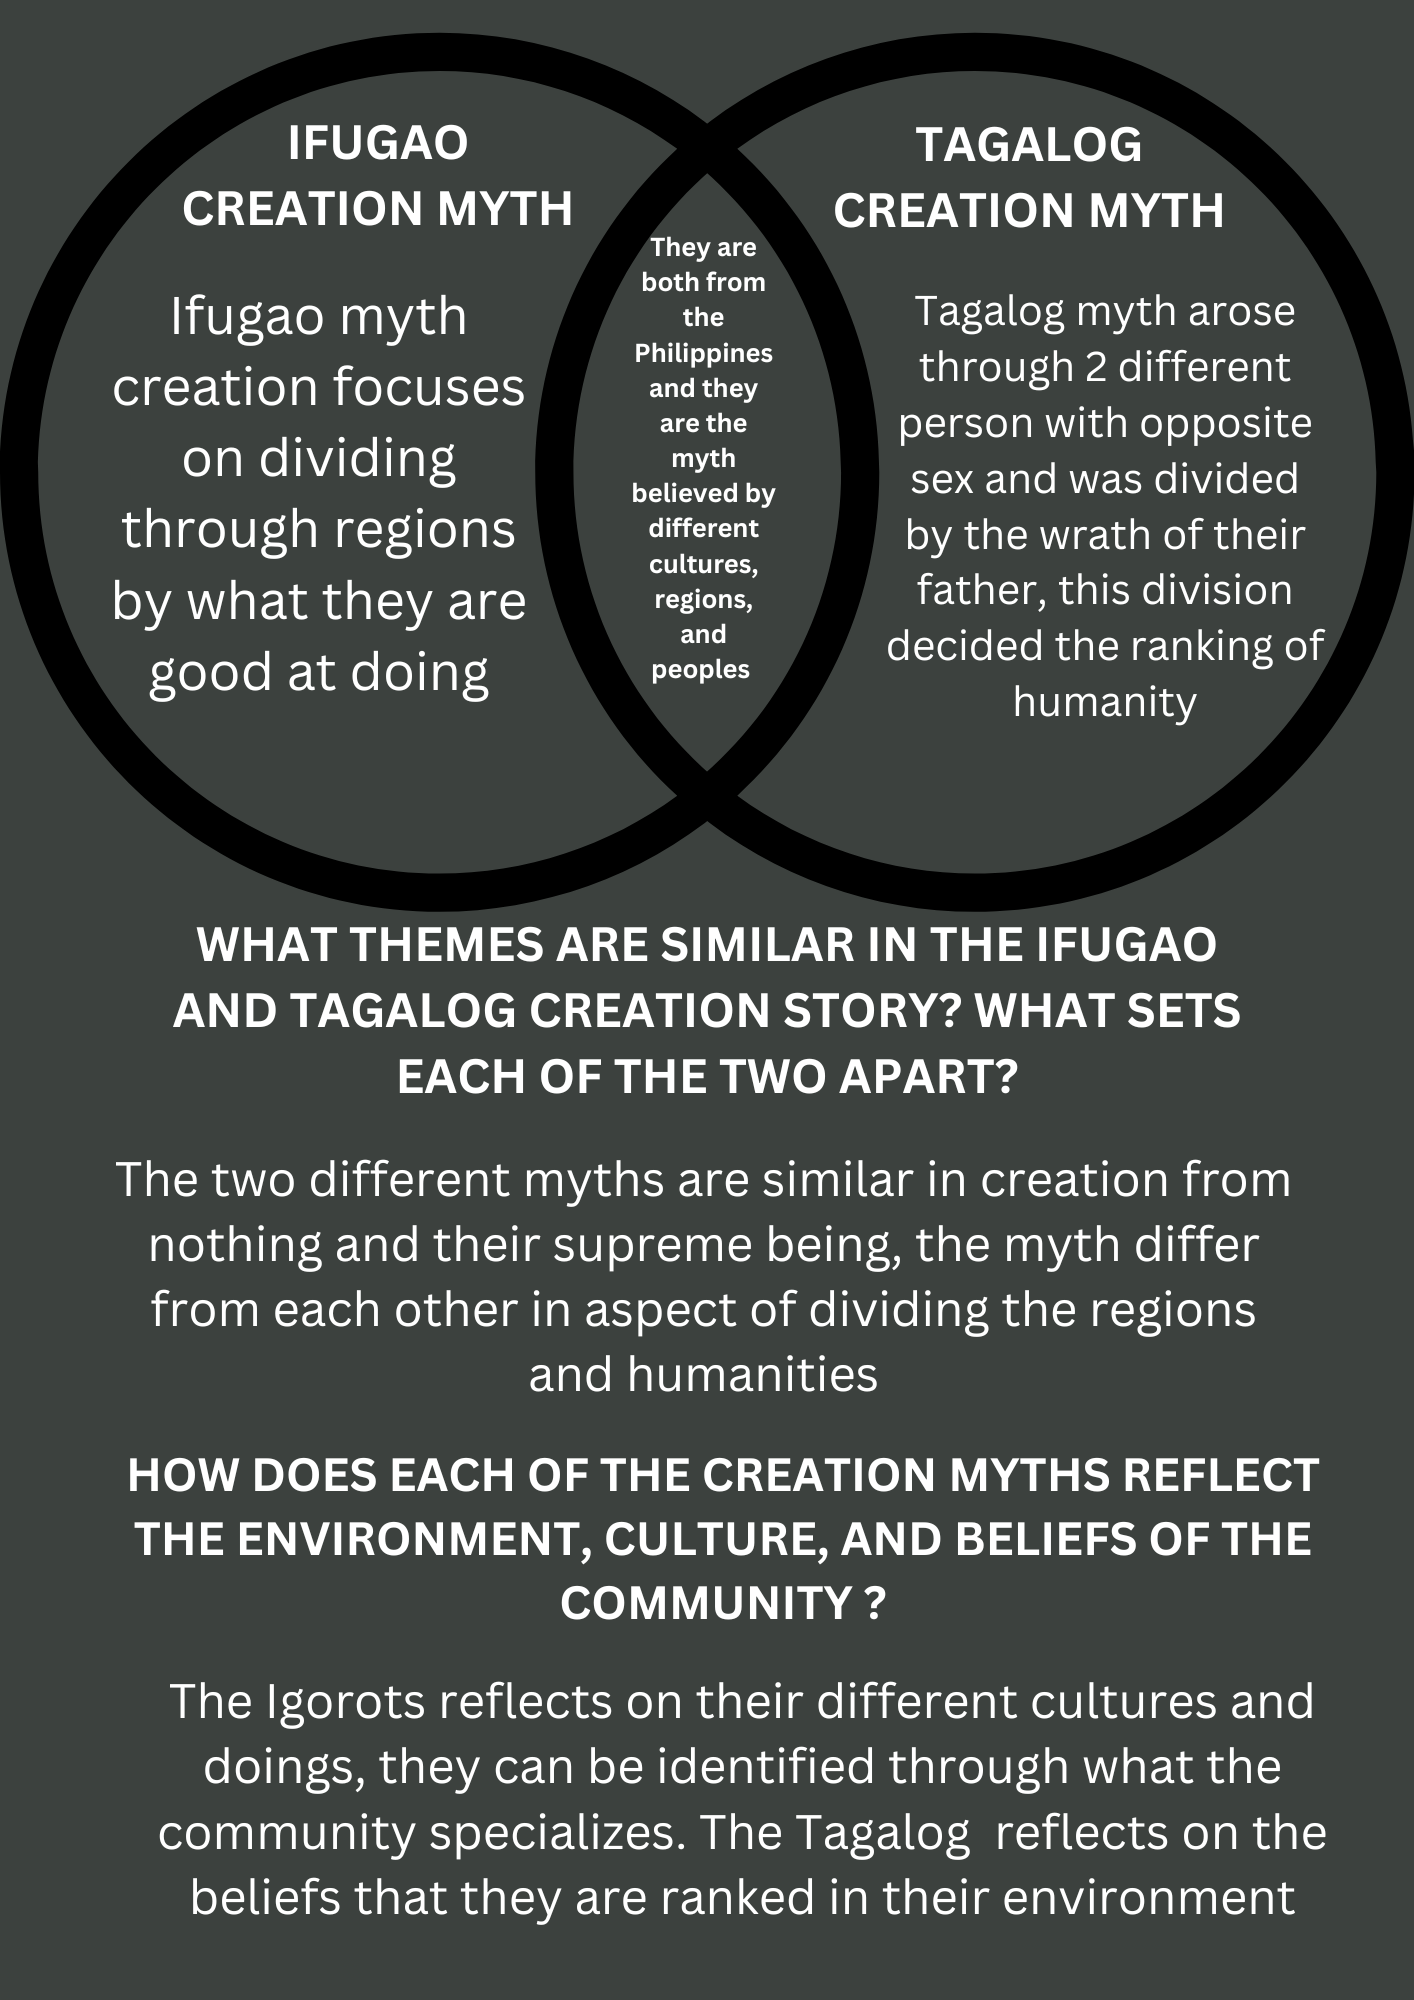 IFUGAO
CREATION MYTH
Ifugao myth
creation focuses
on dividing
through regions
by what they are
good at doing
They are
both from
the
Philippines
and they
are the
myth
believed by
different
cultures,
regions,
and
peoples
TAGALOG
CREATION MYTH
Tagalog myth arose
through 2 different
person with opposite
sex and was divided
by the wrath of their
father, this division
decided the ranking of
humanity
WHAT THEMES ARE SIMILAR IN THE IFUGAO
AND TAGALOG CREATION STORY? WHAT SETS
EACH OF THE TWO APART?
The two different myths are similar in creation from
nothing and their supreme being, the myth differ
from each other in aspect of dividing the regions
and humanities
HOW DOES EACH OF THE CREATION MYTHS REFLECT
THE ENVIRONMENT, CULTURE, AND BELIEFS OF THE
COMMUNITY ?
The Igorots reflects on their different cultures and
doings, they can be identified through what the
community specializes. The Tagalog  reflects on the
beliefs that they are ranked in their environment